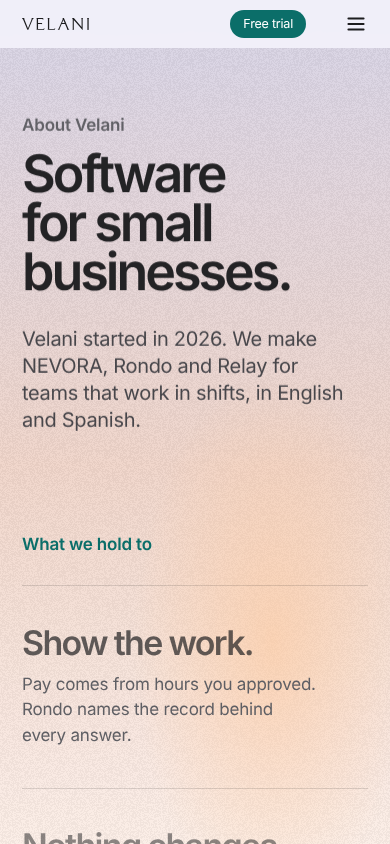 VELANI
Free trial
About Velani
Software
for small
businesses.
Velani started in 2026. We make
NEVORA, Rondo and Relay for
teams that work in shifts, in English
and Spanish.
What we hold to
Show the work.
Pay comes from hours you approved.
Rondo names the record behind
every answer.
Nothing changes